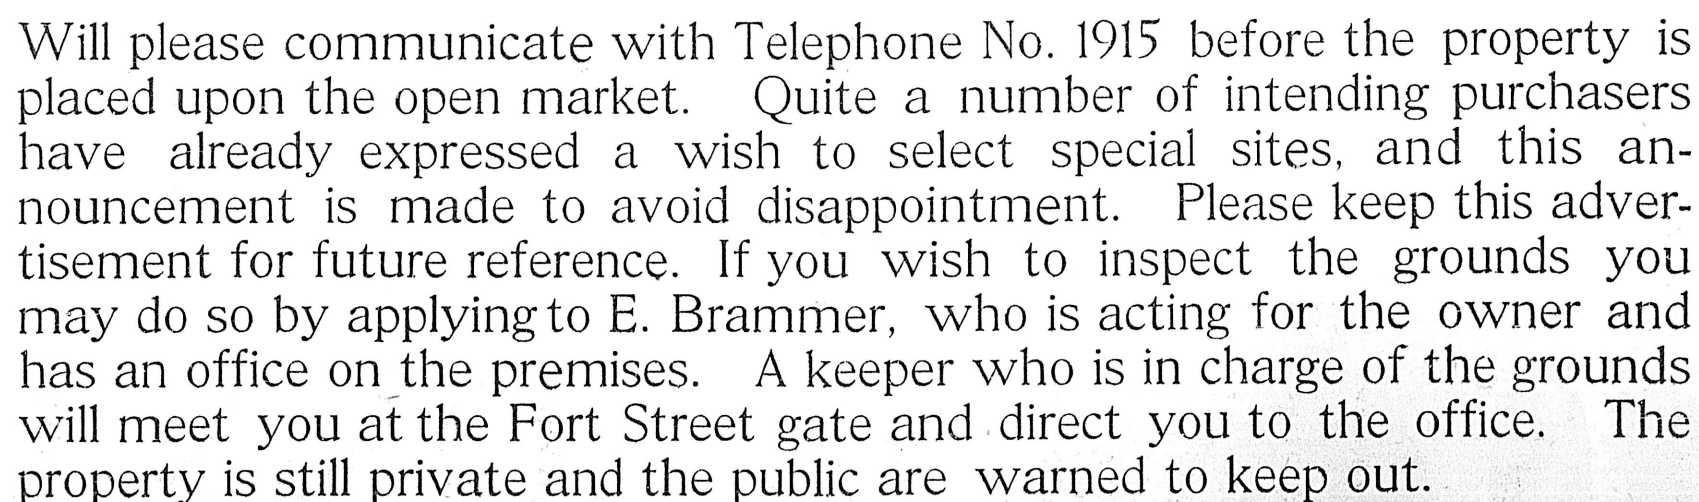 Will please communicate with Telephone No. 1915 before the property is
placed upon the open market. Quite a number of intending purchasers
have already expressed a wish to select special sites, and this an-
nouncement is made to avoid disappointment. Please keep this adver-
tisement for future reference. If you wish to inspect the grounds you
may do so by applying to E. Brammer, who is acting for the owner and
has an office on the premises. A keeper who is in charge of the grounds
will meet you at the Fort Street gate and direct you to the office. The
property is still private and the public are warned to keep out.